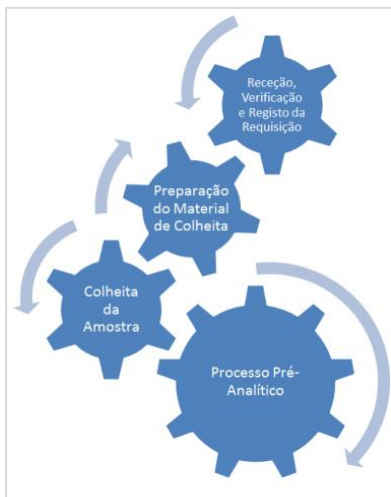 Receção,
Verificação
e Registo da
Requisição
Preparação
do Material
de Colheita
Colheita
da
Amostra
Processo Pré-
Analítico